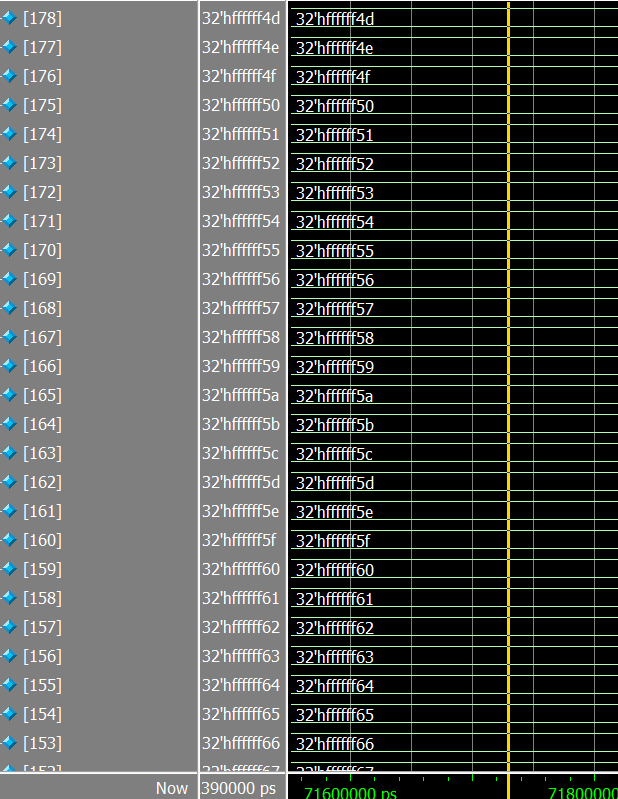 [178] 32'hffffff4d 32'hffffff4d
[177] 32'hffffff4e 32'hffffff4e
[176] 32'hffffff4f 32'hffffff4f
[175] 32'hffffff50 32'hffffff50
[174] 32'hffffff51 32'hffffff51
[173] 32'hffffff52 32'hffffff52
[172] 32'hffffff53 32'hffffff53
[171] 32'hffffff54 32'hffffff54
[170] 32'hffffff55 32'hffffff55
[169] 32'hffffff56 32'hffffff56
[168] 32'hffffff57 32'hffffff57
[167] 32'hffffff58 32'hffffff58
[166] 32'hffffff59 32'hffffff59
[165] 32'hffffff5a 32'hffffff5a
[164] 32'hffffff5b 32'hffffff5b
[163] 32'hffffff5c 32'hffffff5c
[162] 32'hffffff5d 32'hffffff5d
[161] 32'hffffff5e 32'hffffff5e
[160] 32'hffffff5f 32'hffffff5f
[159] 32'hffffff60 32'hffffff60
[158] 32'hffffff61 32'hffffff61
[157] 32'hffffff62 32'hffffff62
[156] 32'hffffff63 32'hffffff63
[155] 32'hffffff64 32'hffffff64
[154] 32'hffffff65 32'hffffff65
[153] 32'hffffff66 32'hffffff66
Now 390000 ps 71600000 ps 71800000